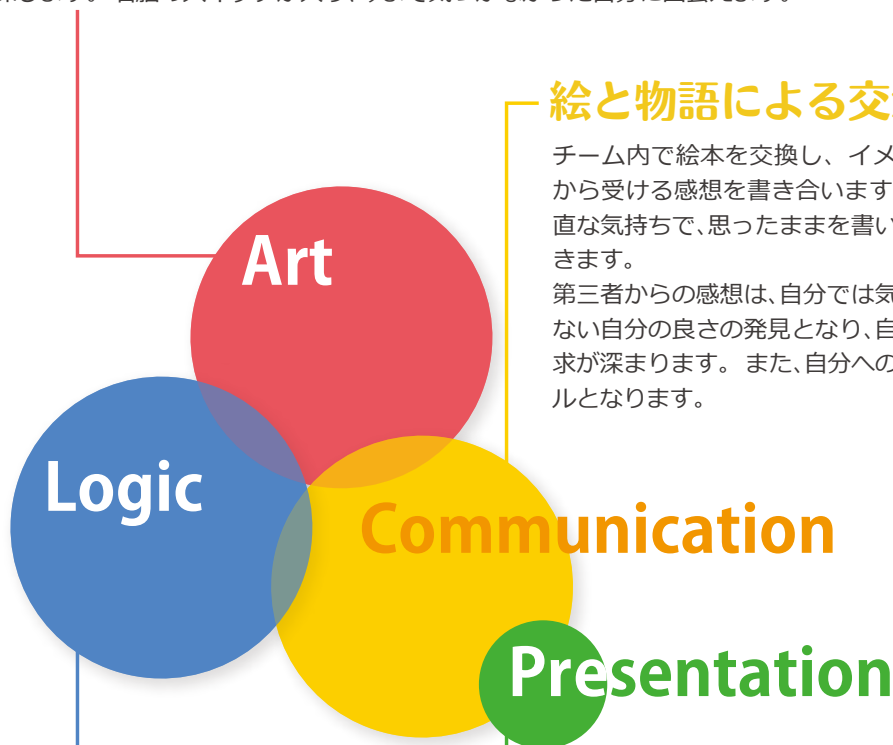 絵と物語による交
チーム内で絵本を交換し、イメ
から受ける感想を書き合います
直な気持ちで、思ったままを書い
きます。
第三者からの感想は、自分では気
ない自分の良さの発見となり、自
求が深まります。また、自分への
ルとなります。
Art
Logic
Communication
Presentation